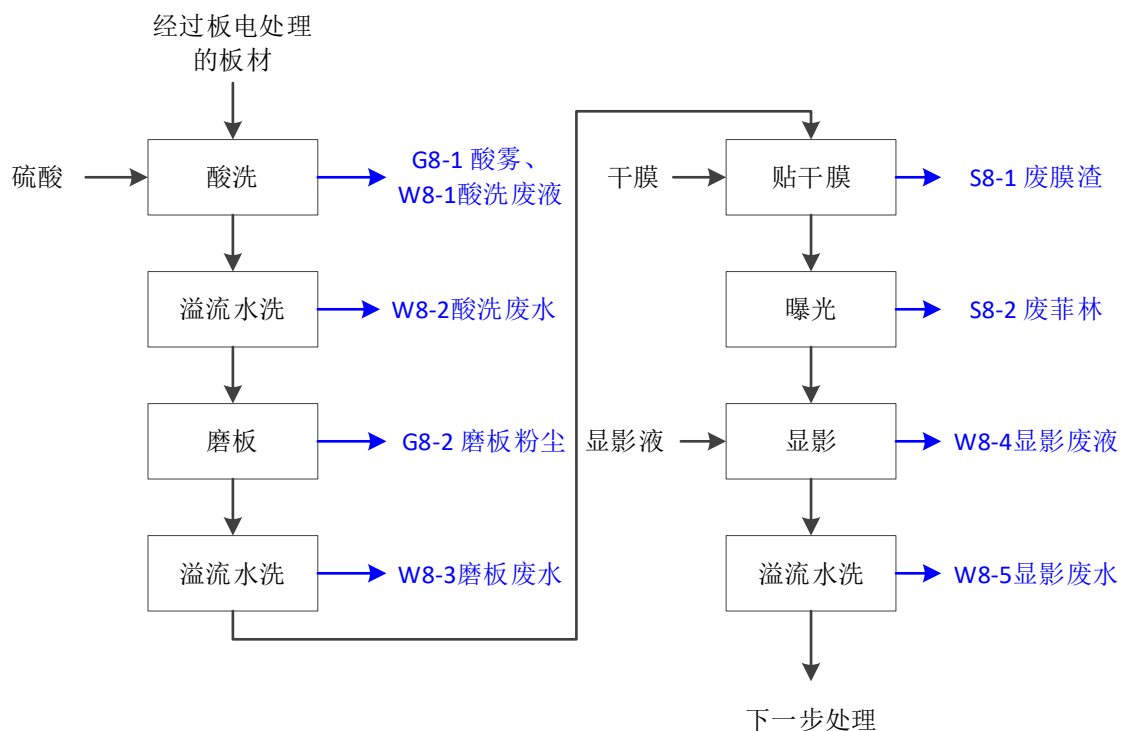 经过板电处理
的板材
硫酸
酸洗
G8-1 酸雾、
W8-1酸洗废液
溢流水洗
W8-2酸洗废水
磨板
G8-2 磨板粉尘
溢流水洗
W8-3磨板废水
干膜
贴干膜
S8-1 废膜渣
曝光
S8-2 废菲林
显影液
显影
W8-4显影废液
溢流水洗
W8-5显影废水
下一步处理